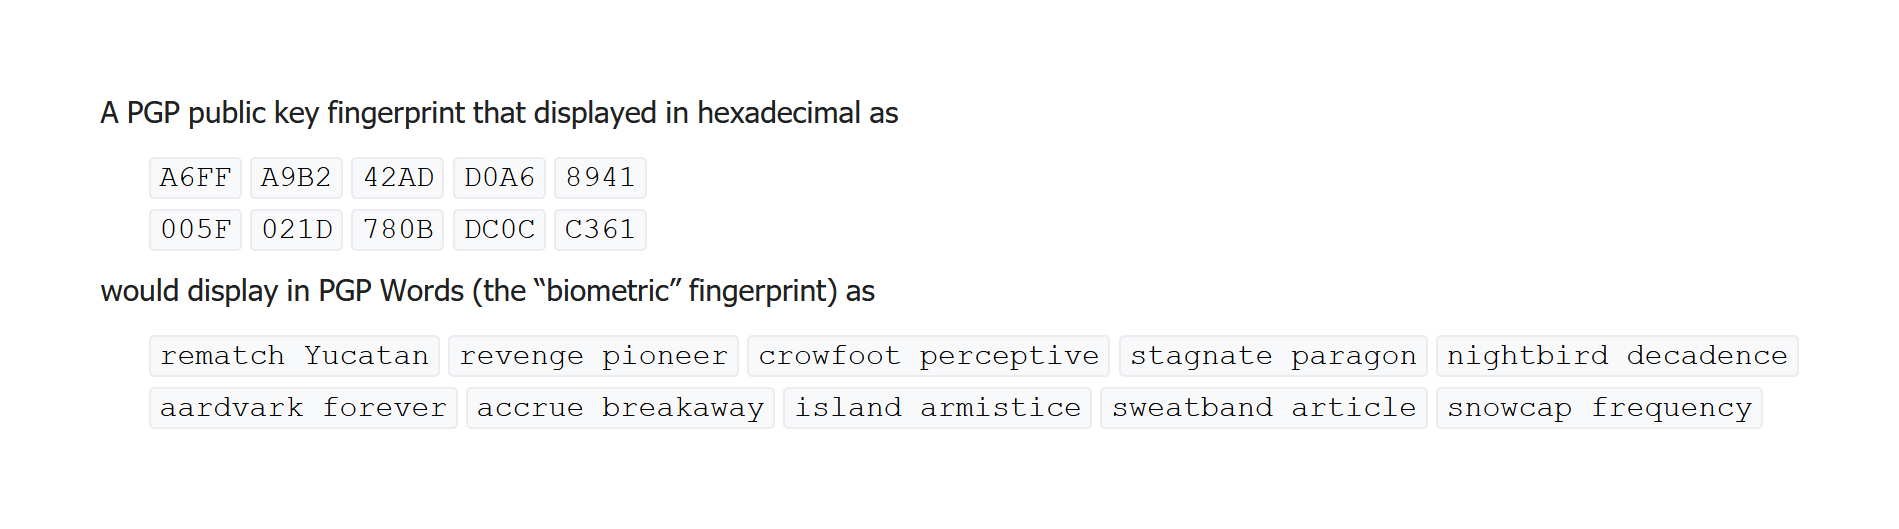 A PGP public key fingerprint that displayed in hexadecimal as
A6FF A9B2 42AD D0A6 8941
005F 021D 780B DC0C C361
would display in PGP Words (the “biometric” fingerprint) as
rematch Yucatan revenge pioneer crowfoot perceptive stagnate paragon nightbird decadence
aardvark forever accrue breakaway island armistice sweatband article snowcap frequency